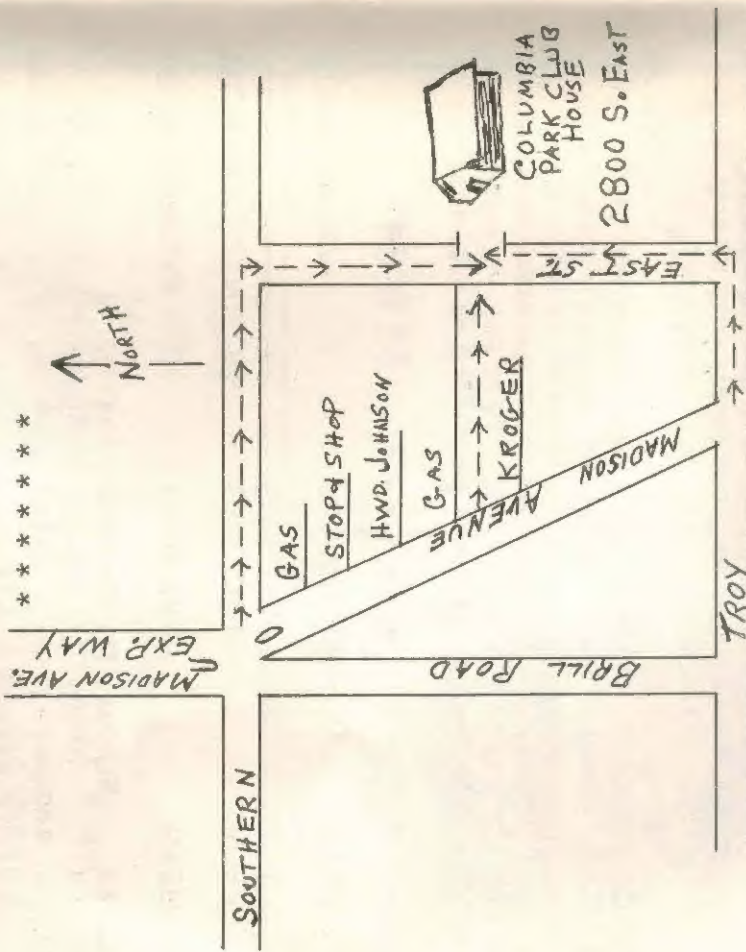 * * * * * * *
NORTH
MADISON AVE.
EXP. WAY
SOUTHERN
GAS
STOP & SHOP
HWD. JOHNSON
GAS
KROGER
MADISON
AVENUE
BRILL ROAD
TROY
EAST ST.
COLUMBIA
PARK CLUB
HOUSE
2800 So. EAST